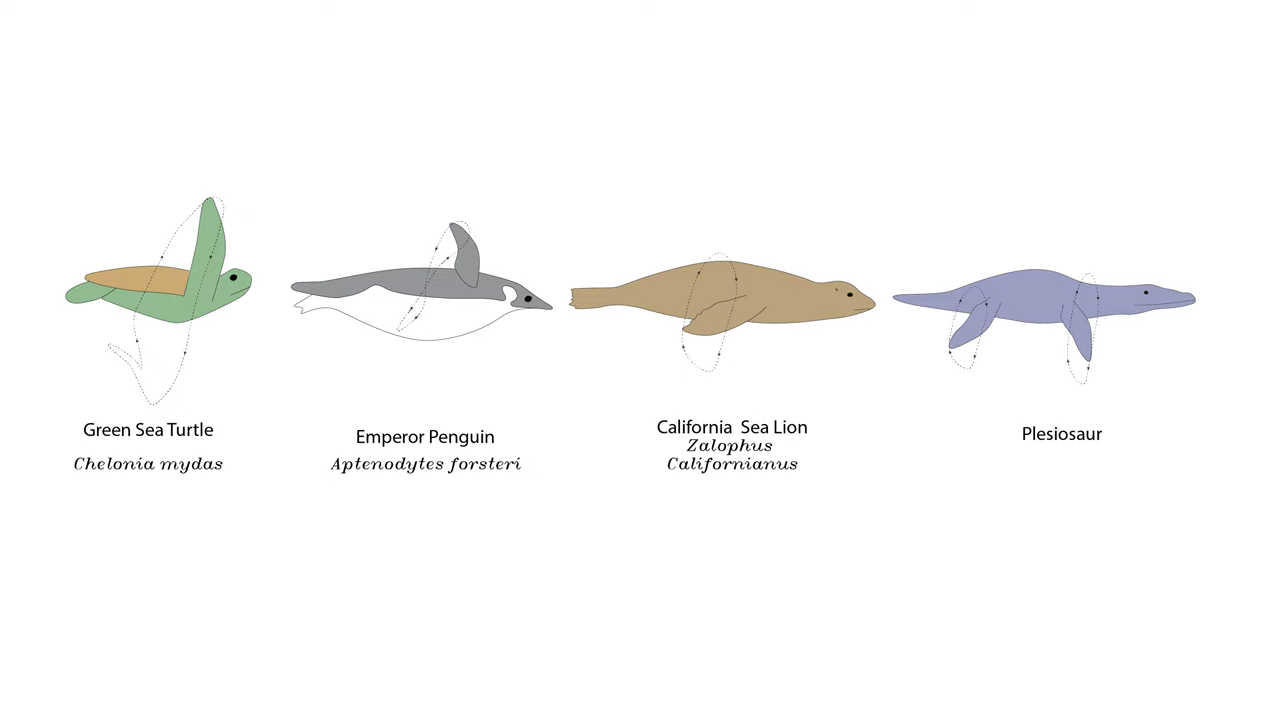 Green Sea Turtle
Chelonia mydas
Emperor Penguin
Aptenodytes forsteri
California Sea Lion
Zalophus
Californianus
Plesiosaur